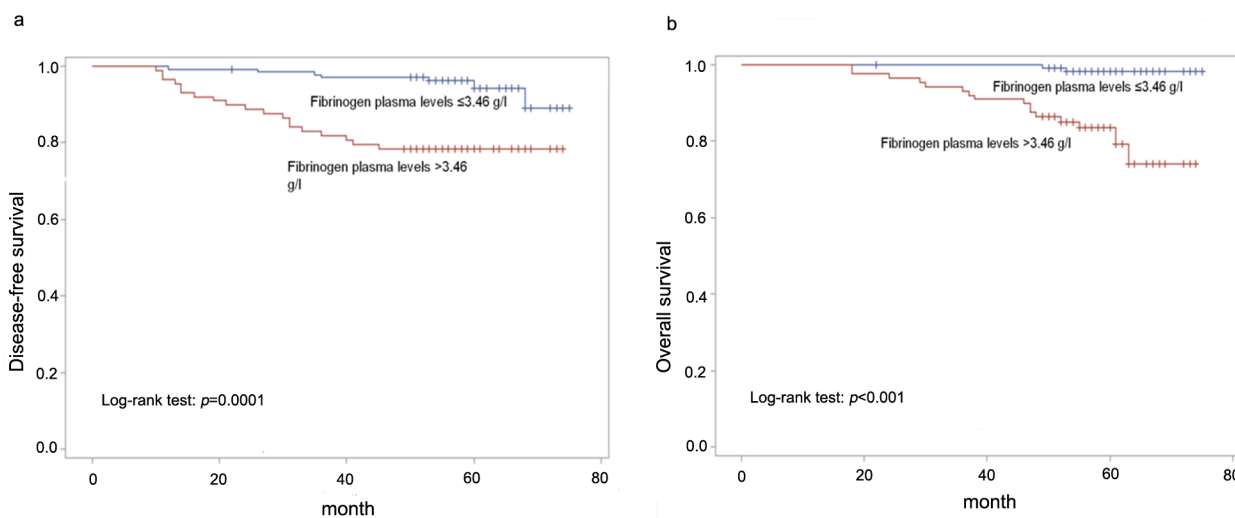 a
1.0
0.8
0.6
0.4
0.2
0.0
Disease-free survival
Fibrinogen plasma levels ≤3.46 g/l
Fibrinogen plasma levels >3.46
g/l
Log-rank test: p=0.0001
0 20 40 60 80
month
b
1.0
0.8
0.6
0.4
0.2
0.0
Overall survival
Fibrinogen plasma levels ≤3.46 g/l
Fibrinogen plasma levels >3.46 g/l
Log-rank test: p<0.001
0 20 40 60 80
month